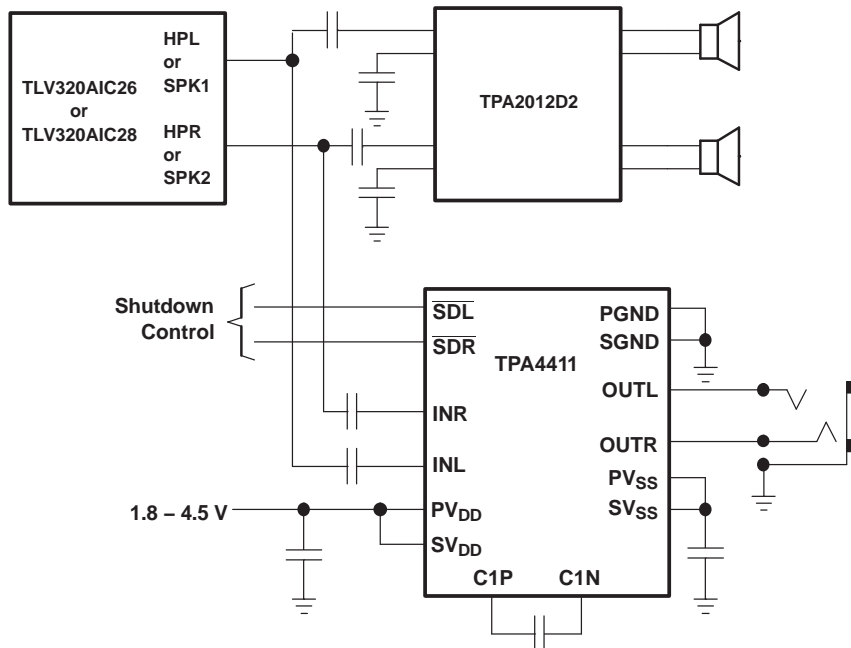 HPL
or
SPK1
TLV320AIC26
or
TLV320AIC28
HPR
or
SPK2
TPA2012D2
Shutdown
Control
SDL
SDR
TPA4411
PGND
SGND
OUTL
INR
OUTR
INL
PVSS
1.8 – 4.5 V
PVDD
SVSS
SVDD
C1P
C1N